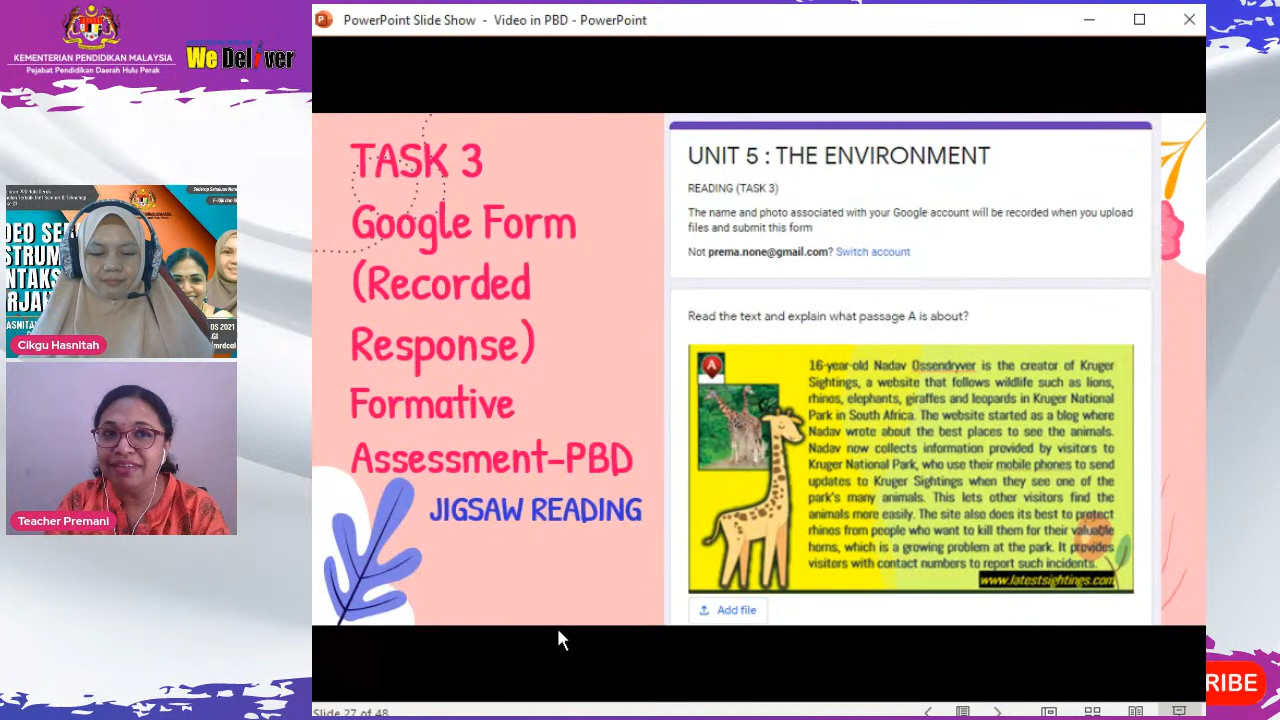 PowerPoint Slide Show - Video in PBD - PowerPoint
KEMENTERIAN PENDIDIKAN MALAYSIA
Pejabat Pendidikan Daerah Hulu Perak
We Deliver
TASK 3
Google Form
(Recorded
Response)
Formative
Assessment-PBD
JIGSAW READING
UNIT 5 : THE ENVIRONMENT
READING (TASK 3)
The name and photo associated with your Google account will be recorded when you upload
files and submit this form
Not prema.none@gmail.com? Switch account
Read the text and explain what passage A is about?
A
16-year-old Nadav Ossendryver is the creator of Kruger
Sightings, a website that follows wildlife such as lions,
rhinos, elephants, giraffes and leopards in Kruger National
Park in South Africa. The website started as a blog where
Nadav wrote about the best places to see the animals.
Nadav now collects information provided by visitors to
Kruger National Park, who use their mobile phones to send
updates to Kruger Sightings when they see one of the
park's many animals. This lets other visitors find the
animals more easily. The site also does its best to protect
rhinos from people who want to kill them for their valuable
horns, which is a growing problem at the park. It provides
visitors with contact numbers to report such incidents.
www.latestsightings.com
Add file
Cikgu Hasnitah
Teacher Premani
RIBE
Slide 27 of 48